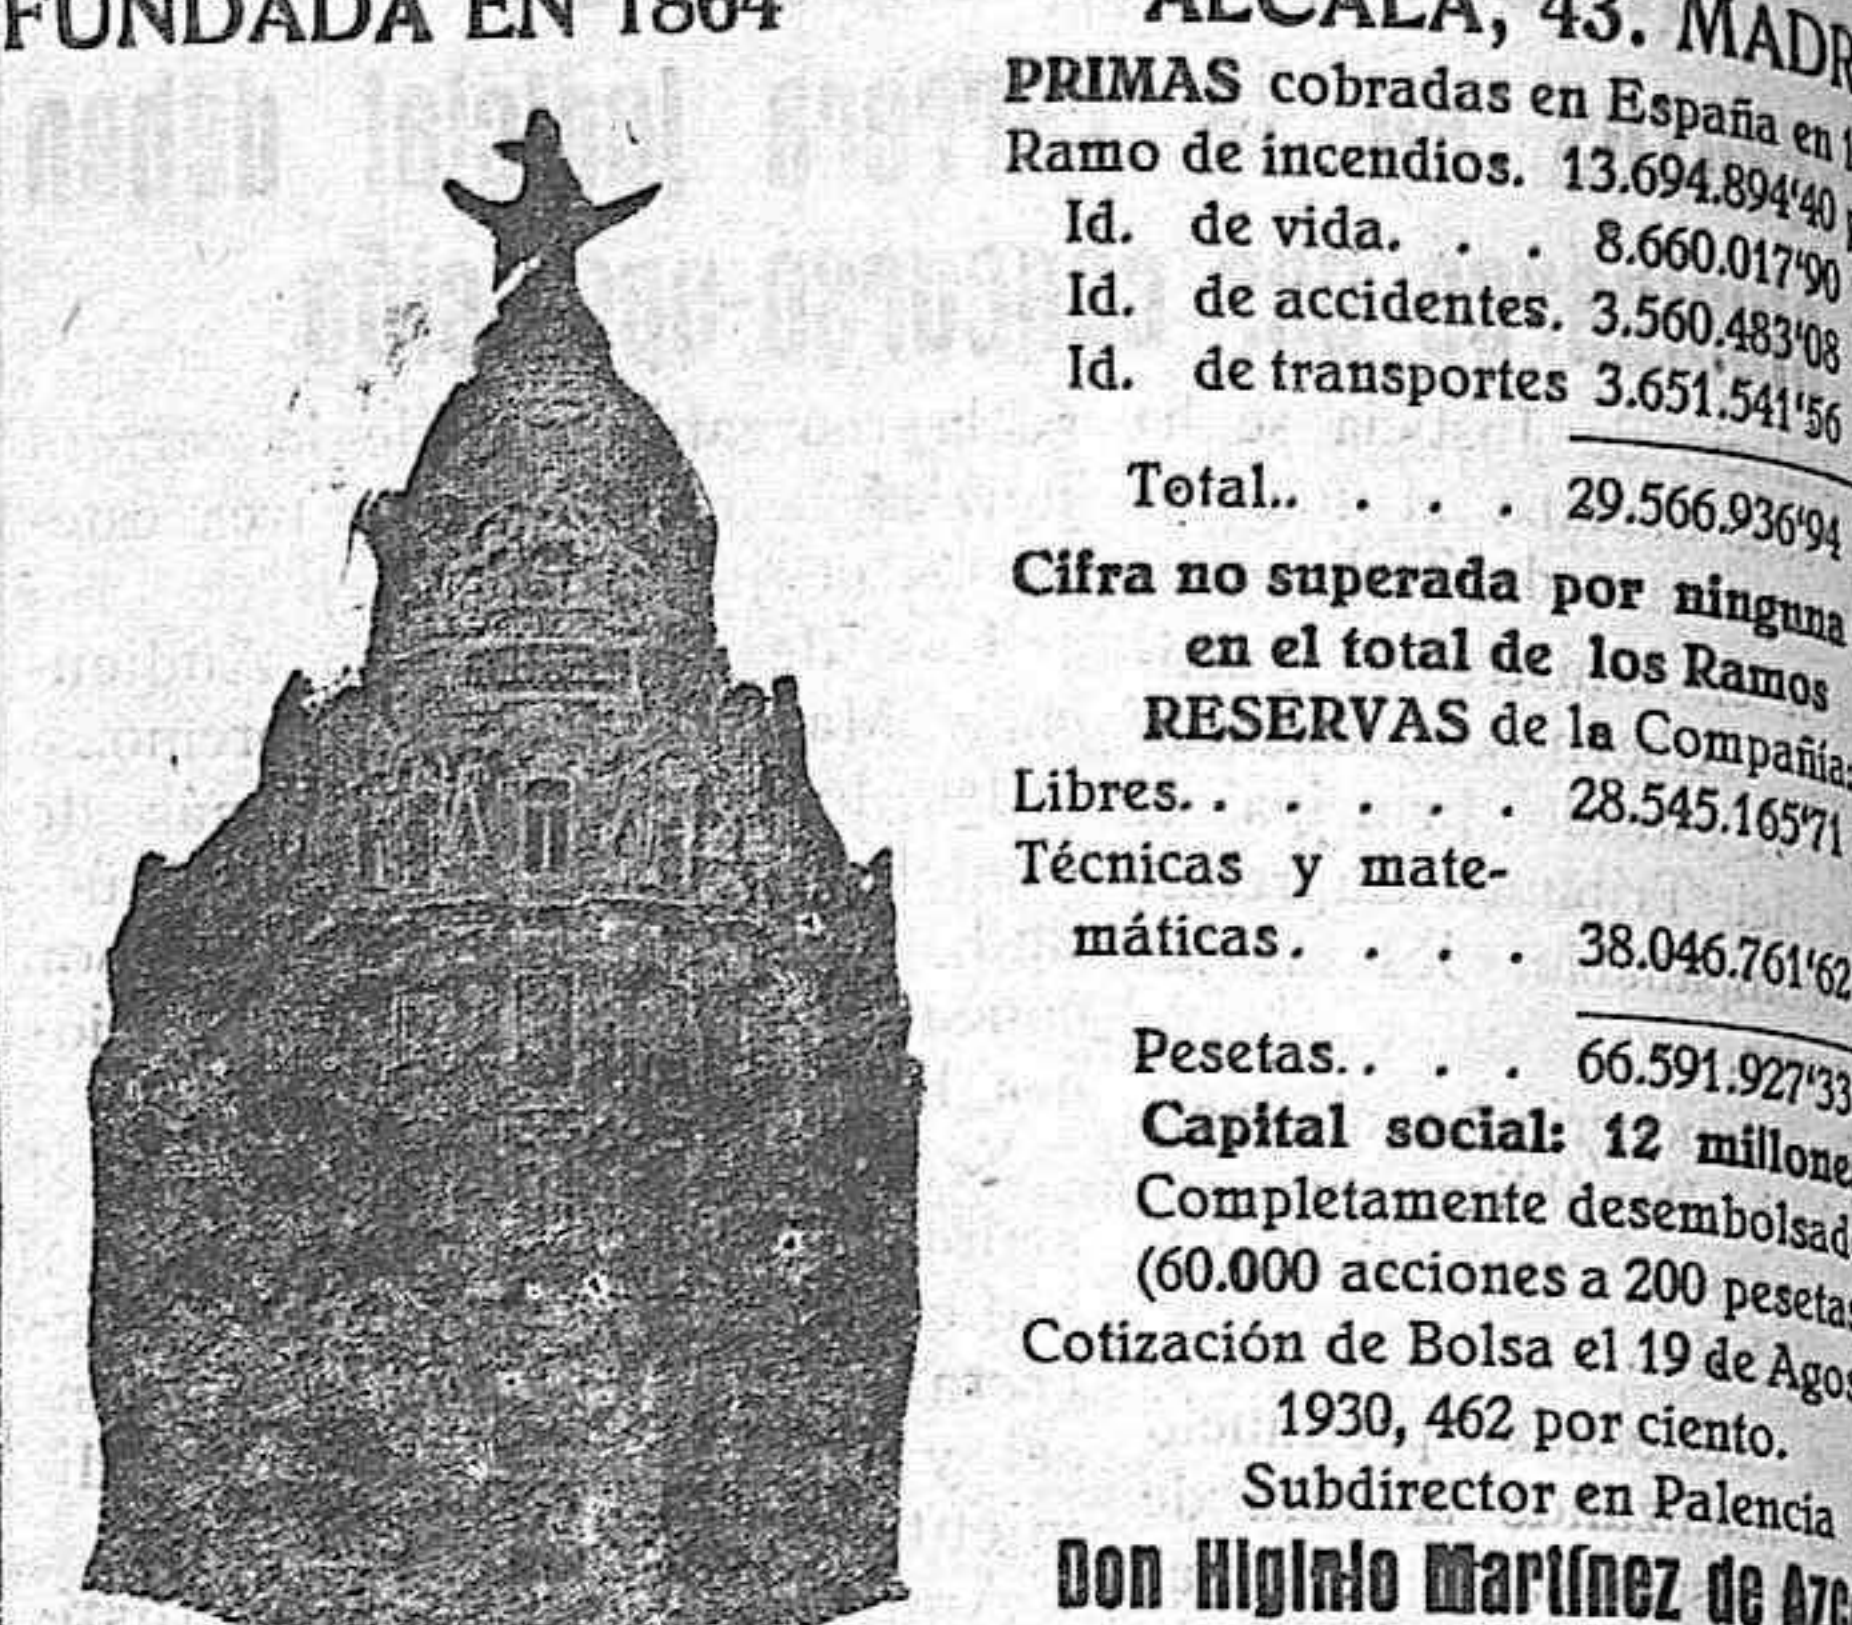 FUNDADA EN 1864
ALCALÁ, 43. MADR
PRIMAS cobradas en España en 1
Ramo de incendios. 13.694.894'40
Id. de vida. . . 8.660.017'90
Id. de accidentes. 3.560.483'08
Id. de transportes 3.651.541'56
Total.. . . . 29.566.936'94
Cifra no superada por ninguna
en el total de los Ramos
RESERVAS de la Compañía:
Libres. . . . . . . 28.545.165'71
Técnicas y mate-
máticas. . . . . 38.046.761'62
Pesetas. . . . 66.591.927'33
Capital social: 12 millone
Completamente desembolsad
(60.000 acciones a 200 pesetas
Cotización de Bolsa el 19 de Agos
1930, 462 por ciento.
Subdirector en Palencia
Don Higinio Martínez de Azc